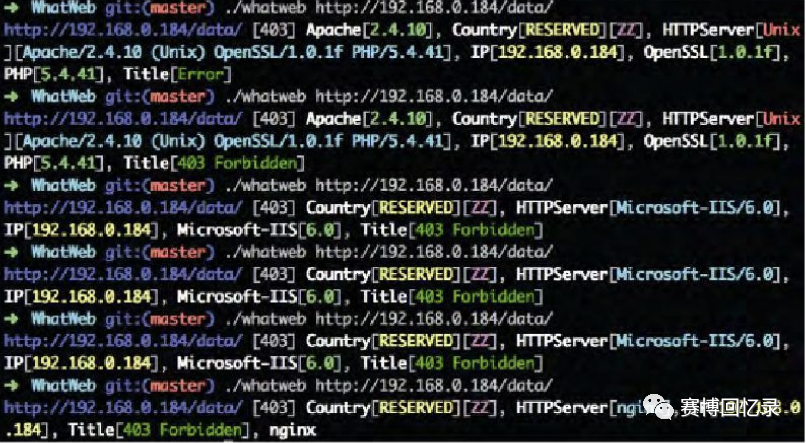 ➜ WhatWeb git:(master) ./whatweb http://192.168.0.184/data/
http://192.168.0.184/data/ [403] Apache[2.4.10], Country[RESERVED][ZZ], HTTPServer[Unix
][Apache/2.4.10 (Unix) OpenSSL/1.0.1f PHP/5.4.41], IP[192.168.0.184], OpenSSL[1.0.1f],
PHP[5.4.41], Title[Error]
➜ WhatWeb git:(master) ./whatweb http://192.168.0.184/data/
http://192.168.0.184/data/ [403] Apache[2.4.10], Country[RESERVED][ZZ], HTTPServer[Unix
][Apache/2.4.10 (Unix) OpenSSL/1.0.1f PHP/5.4.41], IP[192.168.0.184], OpenSSL[1.0.1f],
PHP[5.4.41], Title[403 Forbidden]
➜ WhatWeb git:(master) ./whatweb http://192.168.0.184/data/
http://192.168.0.184/data/ [403] Country[RESERVED][ZZ], HTTPServer[Microsoft-IIS/6.0],
IP[192.168.0.184], Microsoft-IIS[6.0], Title[403 Forbidden]
➜ WhatWeb git:(master) ./whatweb http://192.168.0.184/data/
http://192.168.0.184/data/ [403] Country[RESERVED][ZZ], HTTPServer[Microsoft-IIS/6.0],
IP[192.168.0.184], Microsoft-IIS[6.0], Title[403 Forbidden]
➜ WhatWeb git:(master) ./whatweb http://192.168.0.184/data/
http://192.168.0.184/data/ [403] Country[RESERVED][ZZ], HTTPServer[Microsoft-IIS/6.0],
IP[192.168.0.184], Microsoft-IIS[6.0], Title[403 Forbidden]
➜ WhatWeb git:(master) ./whatweb http://192.168.0.184/data/
http://192.168.0.184/data/ [403] Country[RESERVED][ZZ], HTTPServer[
.184], Title[403 Forbidden], nginx
赛博回忆录